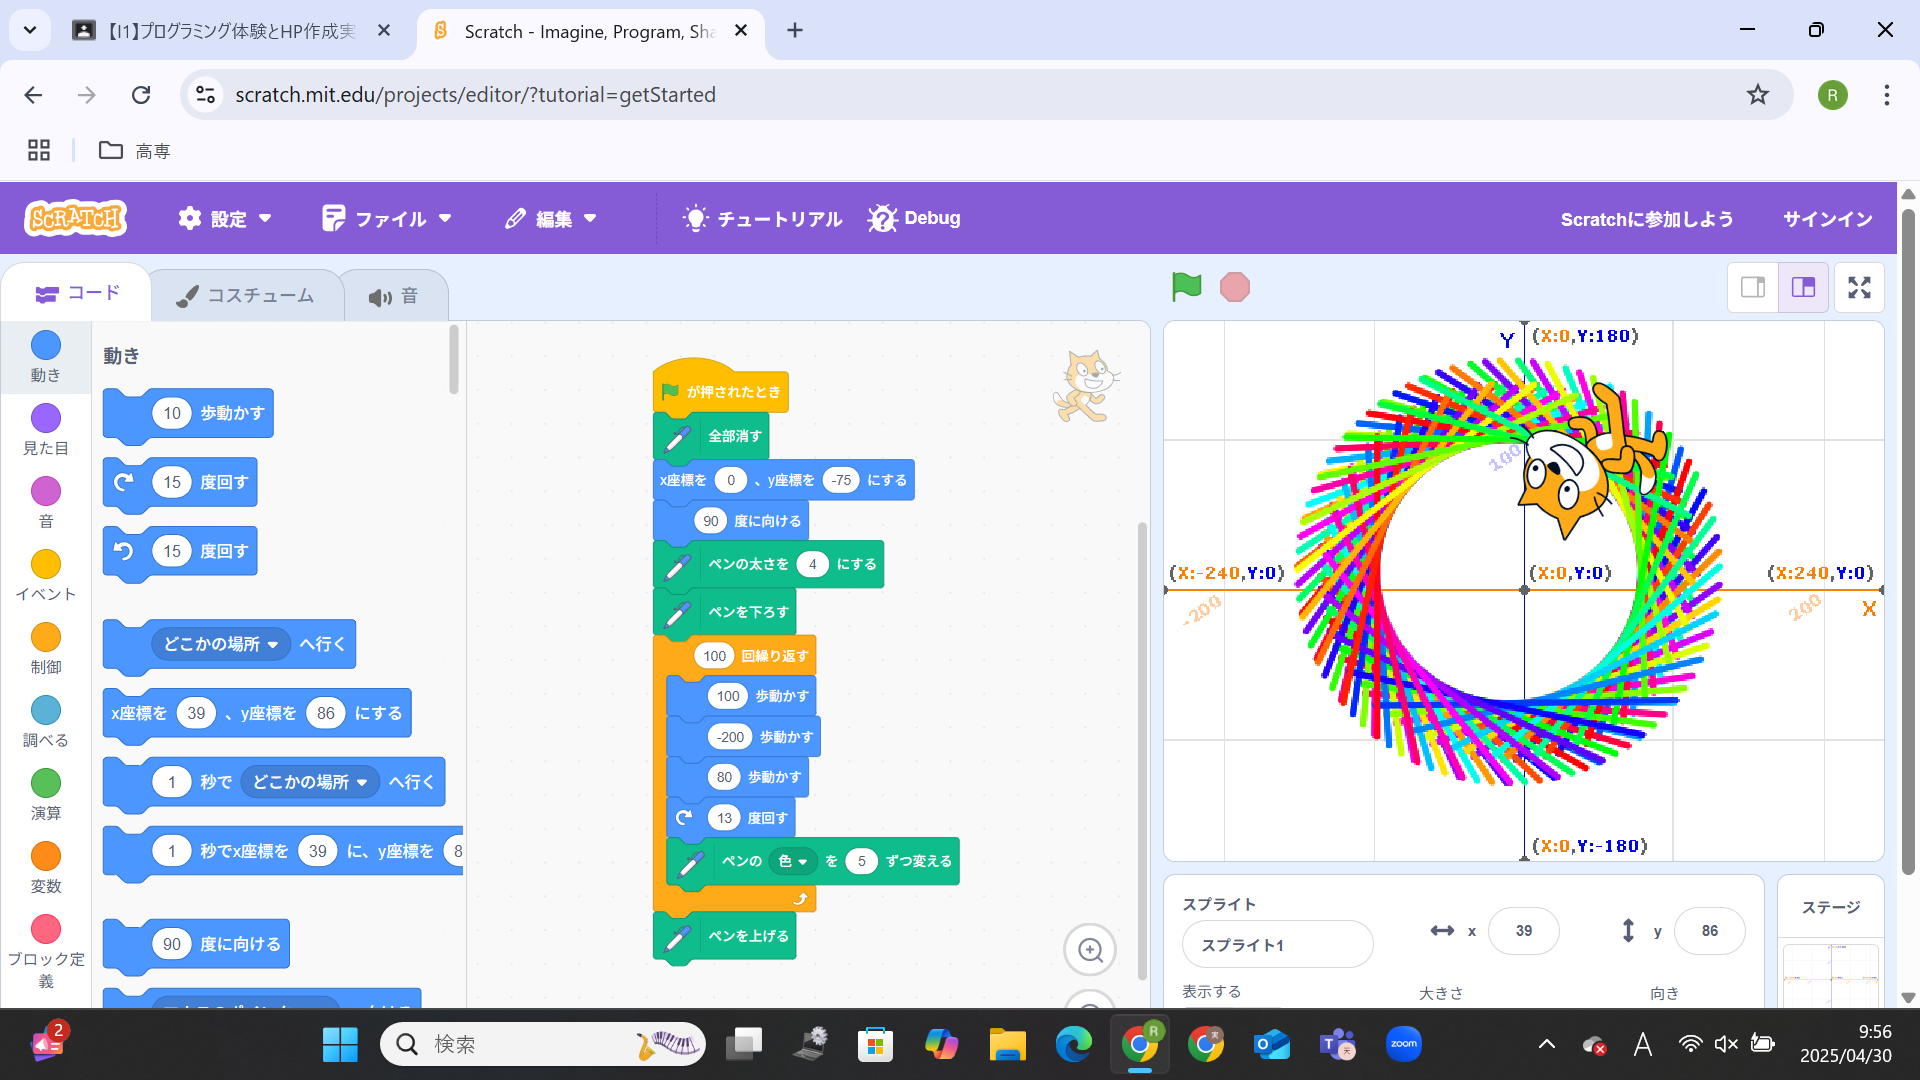 【I1】プログラミング体験とHP作成実
Scratch - Imagine, Program, Sha
scratch.mit.edu/projects/editor/?tutorial=getStarted
R
高専
SCRATCH
設定
ファイル
編集
チュートリアル
Debug
Scratchに参加しよう
サインイン
コード
コスチューム
音
動き
見た目
音
イベント
制御
調べる
演算
変数
ブロック定
義
動き
10 歩動かす
15 度回す
15 度回す
どこかの場所 へ行く
x座標を 39 、y座標を 86 にする
1 秒で どこかの場所 へ行く
1 秒でx座標を 39 に、y座標を 8
90 度に向ける
が押されたとき
全部消す
x座標を 0 、y座標を -75 にする
90 度に向ける
ペンの太さを 4 にする
ペンを下ろす
100 回繰り返す
100 歩動かす
-200 歩動かす
80 歩動かす
13 度回す
ペンの 色 を 5 ずつ変える
ペンを上げる
Y (X:0,Y:180)
100
(X:-240,Y:0) (X:0,Y:0) (X:240,Y:0)
-200 200 X
(X:0,Y:-180)
スプライト
スプライト1
x 39
y 86
表示する
大きさ
向き
ステージ
2
検索
R
zoom
A
9:56
2025/04/30